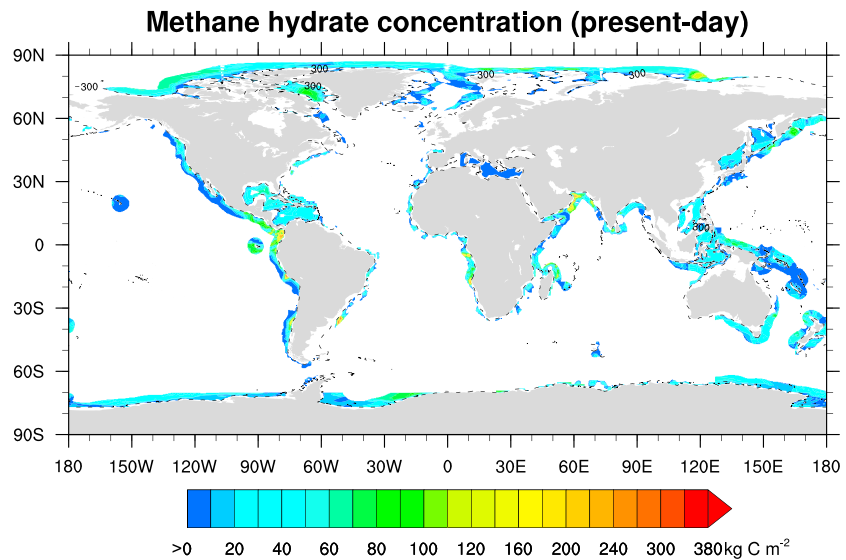 Methane hydrate concentration (present-day)
90N
300
300
300
300
300
60N
30N
0
300
30S
60S
90S
180 150W 120W 90W 60W 30W 0 30E 60E 90E 120E 150E 180
>0 20 40 60 80 100 120 160 200 240 300 380 kg C m⁻²